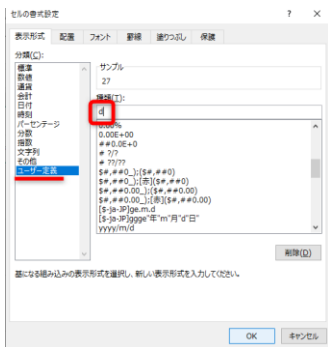 セルの書式設定
?
×
表示形式 配置 フォント 罫線 塗りつぶし 保護
分類(C):
標準
数値
通貨
会計
日付
時刻
パーセンテージ
分数
指数
文字列
その他
ユーザー定義
サンプル
27
種類(T):
d
0.00%
0.00E+00
##0.0E+0
# ?/?
# ??/??
$#,##0_);($#,##0)
$#,##0_);[赤]($#,##0)
$#,##0.00_);($#,##0.00)
$#,##0.00_);[赤]($#,##0.00)
[$-ja-JP]ge.m.d
[$-ja-JP]ggge"年"m"月"d"日"
yyyy/m/d
削除(D)
基になる組み込みの表示形式を選択し、新しい表示形式を入力してください。
OK
キャンセル